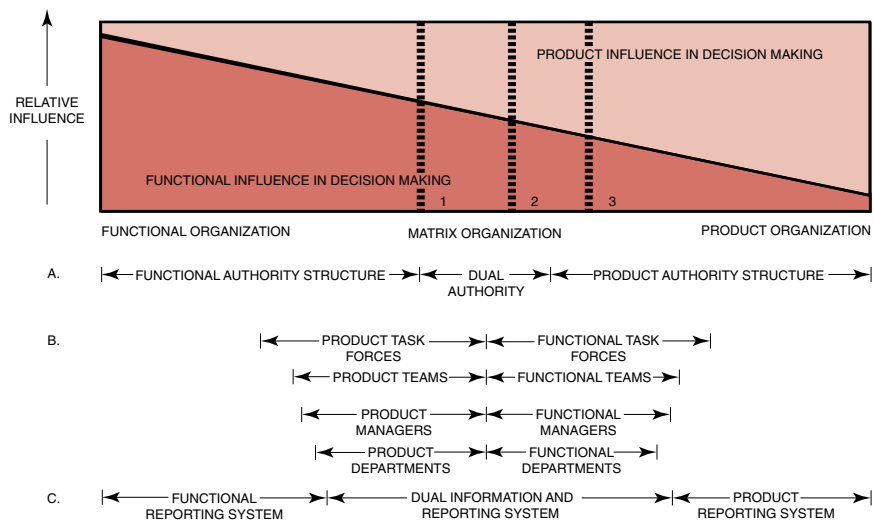 RELATIVE
INFLUENCE
PRODUCT INFLUENCE IN DECISION MAKING
FUNCTIONAL INFLUENCE IN DECISION MAKING
1
2
3
FUNCTIONAL ORGANIZATION
MATRIX ORGANIZATION
PRODUCT ORGANIZATION
A.
FUNCTIONAL AUTHORITY STRUCTURE
DUAL
AUTHORITY
PRODUCT AUTHORITY STRUCTURE
B.
PRODUCT TASK
FORCES
FUNCTIONAL TASK
FORCES
PRODUCT TEAMS
FUNCTIONAL TEAMS
PRODUCT
MANAGERS
FUNCTIONAL
MANAGERS
PRODUCT
DEPARTMENTS
FUNCTIONAL
DEPARTMENTS
C.
FUNCTIONAL
REPORTING SYSTEM
DUAL INFORMATION AND
REPORTING SYSTEM
PRODUCT
REPORTING SYSTEM